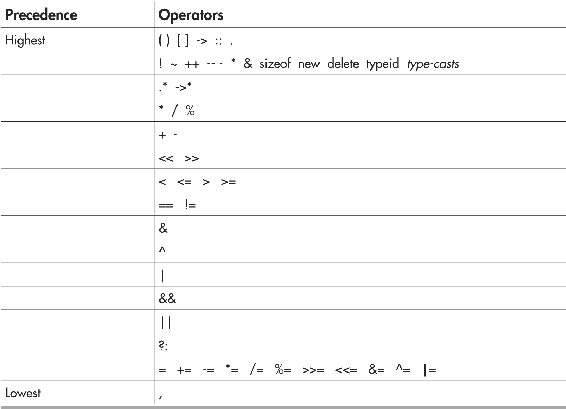 Precedence Operators
Highest () [] -> :: .
! ~ ++ -- - * & sizeof new delete typeid type-casts
.* ->*
* / %
+ -
<< >>
< <= > >=
== !=
&
^
|
&&
||
?:
= += -= *= /= %= >>= <<= &= ^= |=
Lowest ,